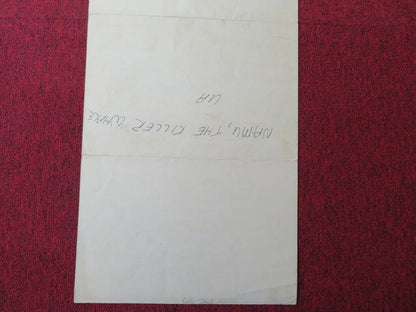 NAMU, THE KILLER WHALE
UA